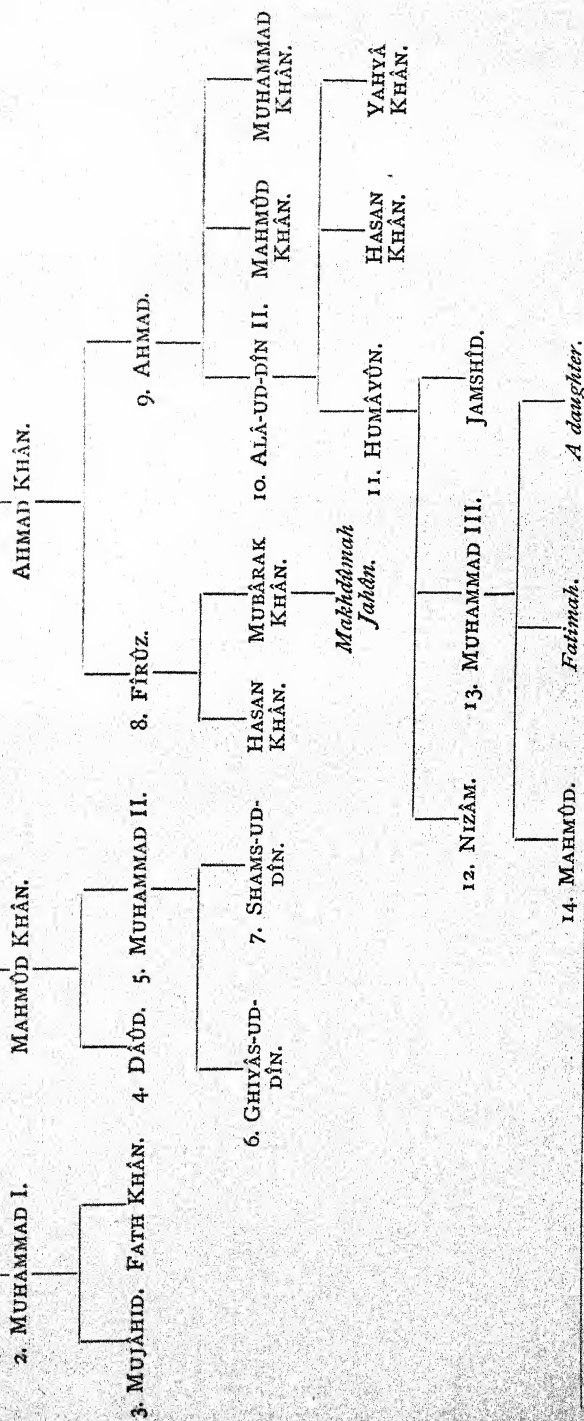 2. MUHAMMAD I. MAHMÛD KHÂN. AHMAD KHÂN.
3. MUJÂHID. FATH KHÂN. 4. DÂÛD. 5. MUHAMMAD II. 8. FÎRÛZ. 9. AHMAD.
6. GHIYÂS-UD-
DÎN.
7. SHAMS-UD-
DÎN.
HASAN
KHÂN.
MUBÂRAK
KHÂN.
10. ALÂ-UD-DÎN II.
MAHMÛD
KHÂN.
MUHAMMAD
KHÂN.
Makhdûmah
Jahân.
11. HUMÂYÛN.
HASAN
KHÂN.
YAHYÂ
KHÂN.
12. NIZÂM. 13. MUHAMMAD III. JAMSHÎD.
14. MAHMÛD. Fatimah. A daughter.